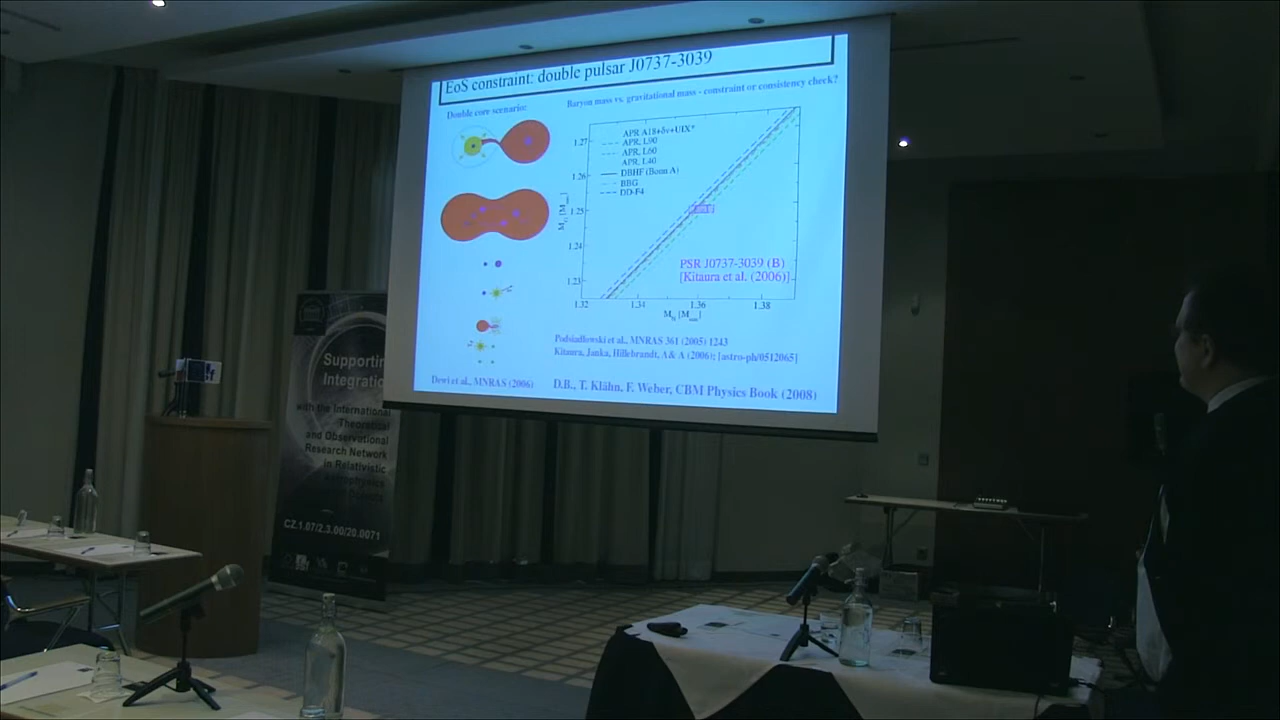 EoS constraint: double pulsar J0737-3039
Double core scenario:
Baryon mass vs. gravitational mass - constraint or consistency check?
APR A18+δv+UIX*
APR, L90
APR, L60
APR, L40
DBHF (Bonn A)
BBG
DD-F4
1.27
1.26
1.25
1.24
1.23
1.32
1.34
1.36
1.38
PSR J0737-3039 (B)
[Kitaura et al. (2006)]
Podsiadlowski et al., MNRAS 361 (2005) 1243
Kitaura, Janka, Hillebrandt, A & A (2006); [astro-ph/0512065]
Dewi et al., MNRAS (2006)
D.B., T. Klähn, F. Weber, CBM Physics Book (2008)
Supporting
Integration
with the International
Theoretical
and Observational
Research Network
in Relativistic
Astrophysics
CZ.1.07/2.3.00/20.0071